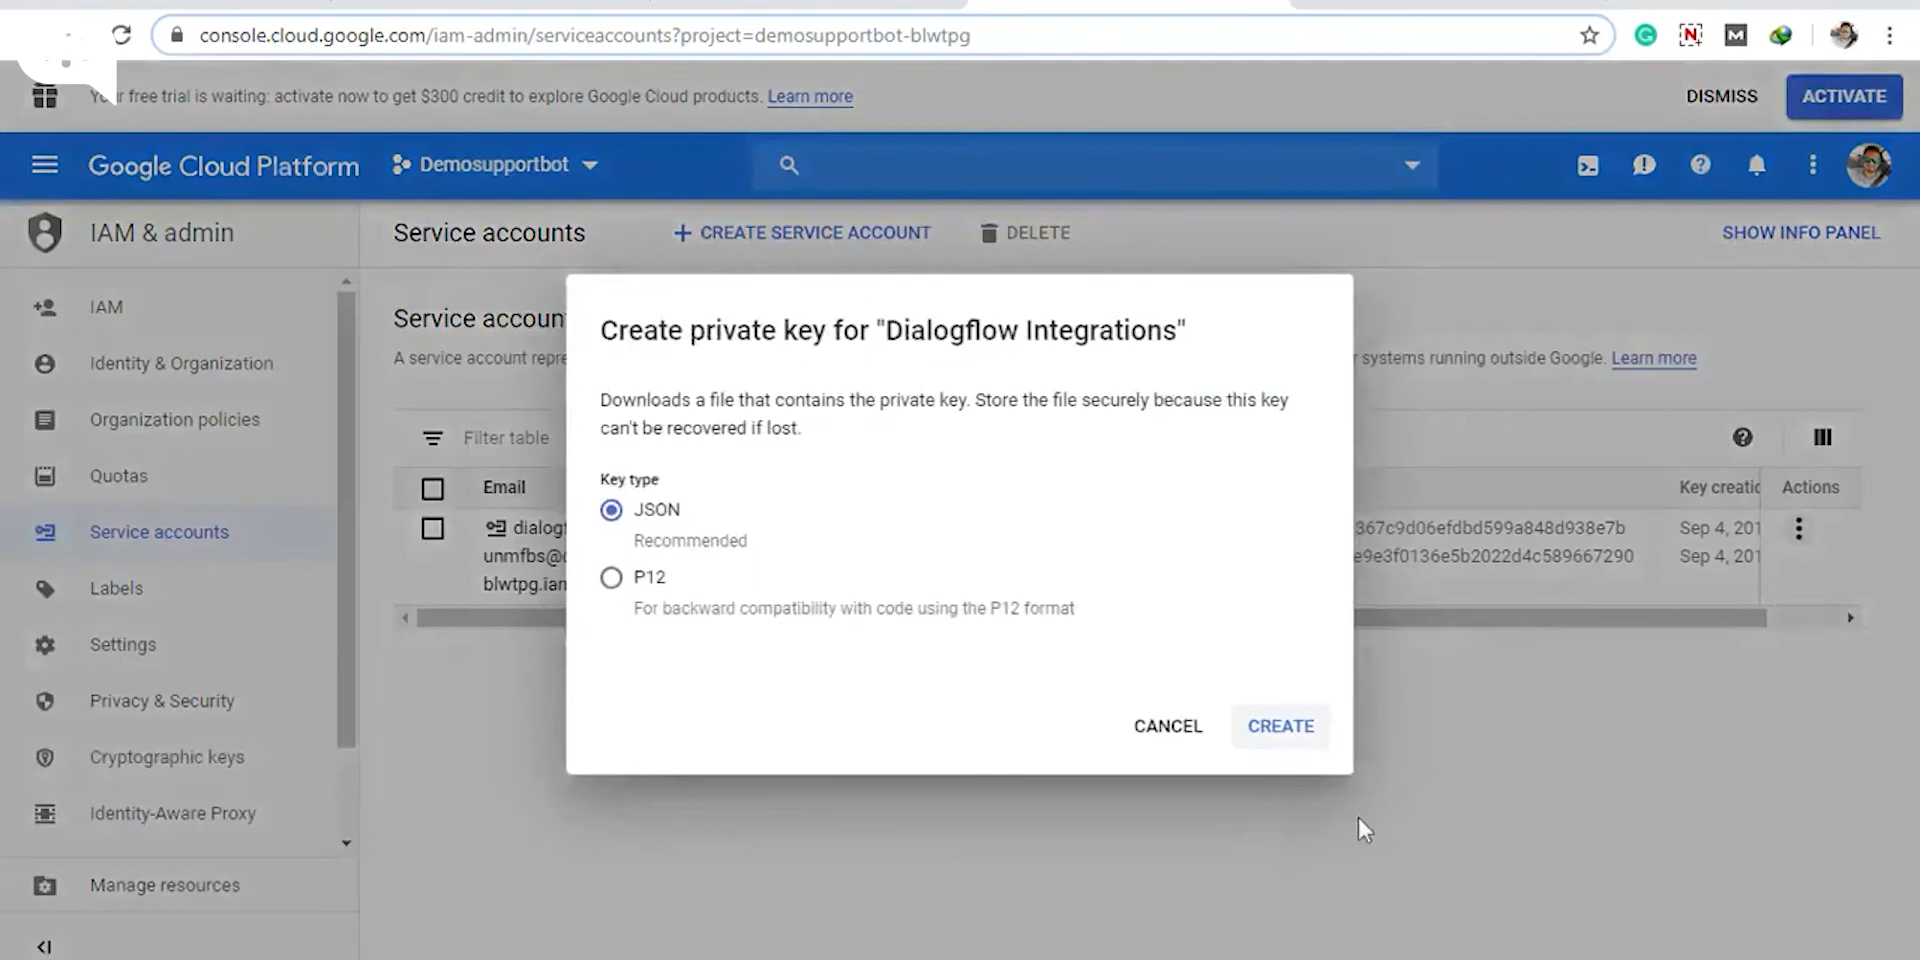 console.cloud.google.com/iam-admin/serviceaccounts?project=demosupportbot-blwtpg
Your free trial is waiting: activate now to get $300 credit to explore Google Cloud products. Learn more
DISMISS
ACTIVATE
Google Cloud Platform
Demosupportbot
IAM & admin
Service accounts
+ CREATE SERVICE ACCOUNT
DELETE
SHOW INFO PANEL
IAM
Identity & Organization
Organization policies
Quotas
Service accounts
Labels
Settings
Privacy & Security
Cryptographic keys
Identity-Aware Proxy
Manage resources
Service accoun
A service account repre
r systems running outside Google. Learn more
Filter table
Email
Key creatio
Actions
dialogf
unmfbs@
blwtpg.iam
367c9d06efdbd599a848d938e7b
Sep 4, 201
e9e3f0136e5b2022d4c589667290
Sep 4, 201
Create private key for "Dialogflow Integrations"
Downloads a file that contains the private key. Store the file securely because this key
can't be recovered if lost.
Key type
JSON
Recommended
P12
For backward compatibility with code using the P12 format
CANCEL
CREATE